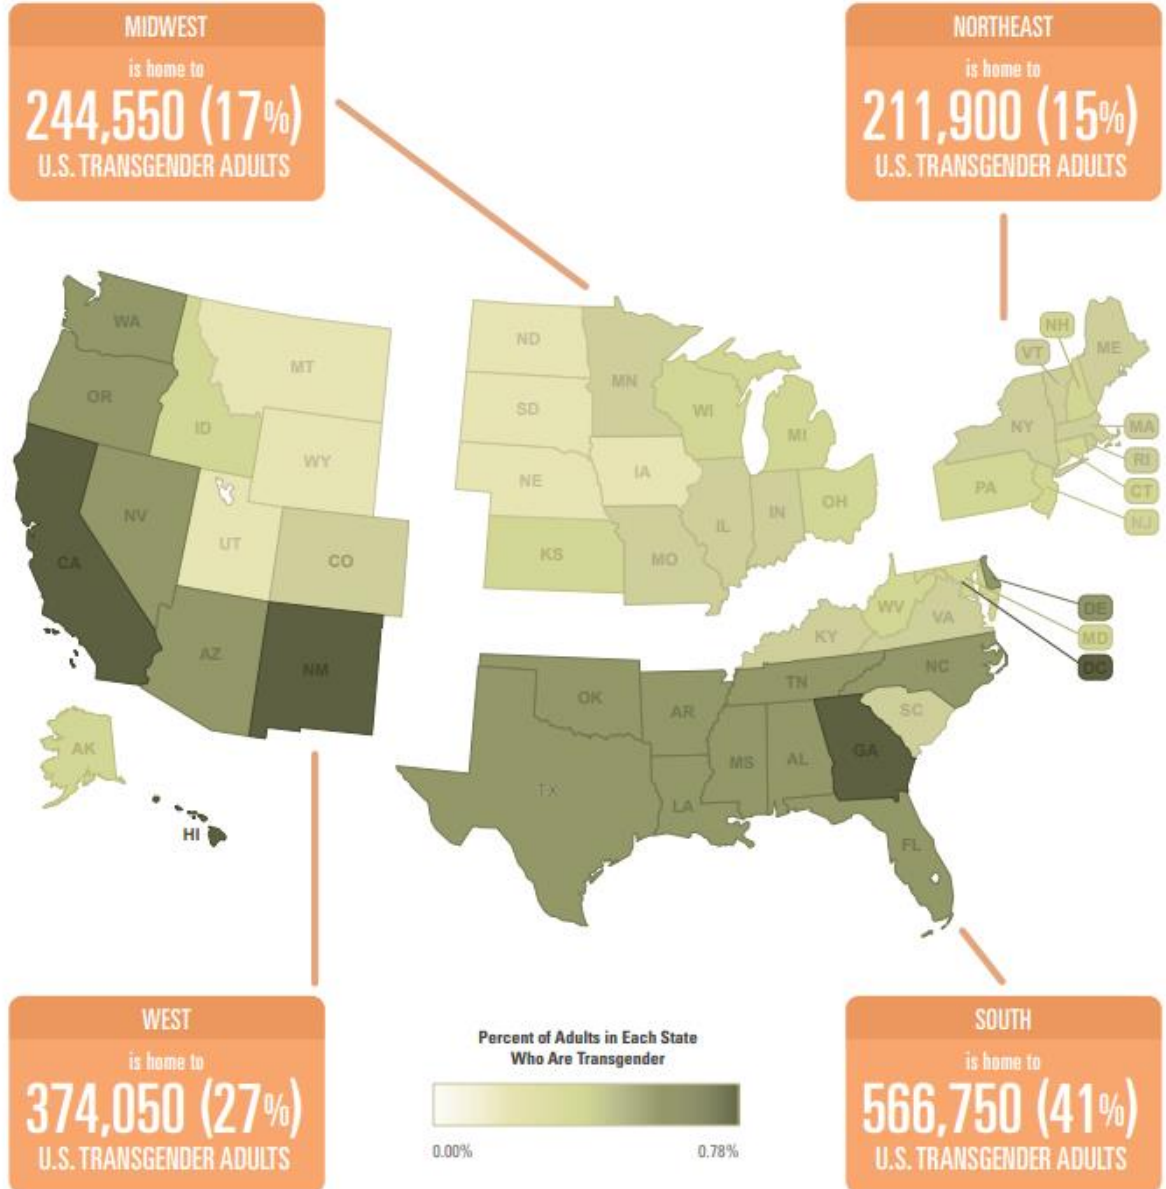 MIDWEST
is home to
244,550 (17%)
U.S. TRANSGENDER ADULTS
NORTHEAST
is home to
211,900 (15%)
U.S. TRANSGENDER ADULTS
WA
OR
ID
MT
WY
CA
NV
UT
CO
AZ
NM
AK
HI
ND
SD
NE
KS
MN
IA
MO
WI
IL
MI
IN
OH
NH
VT
ME
NY
MA
RI
CT
NJ
PA
WV
VA
KY
DE
MD
DC
TN
NC
SC
OK
AR
TX
LA
MS
AL
GA
FL
WEST
is home to
374,050 (27%)
U.S. TRANSGENDER ADULTS
Percent of Adults in Each State
Who Are Transgender
0.00%
0.78%
SOUTH
is home to
566,750 (41%)
U.S. TRANSGENDER ADULTS